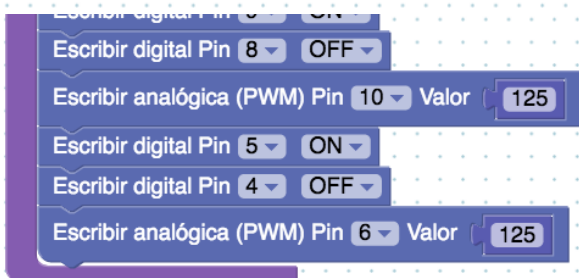 Escribir digital Pin 8 OFF
Escribir analógica (PWM) Pin 10 Valor 125
Escribir digital Pin 5 ON
Escribir digital Pin 4 OFF
Escribir analógica (PWM) Pin 6 Valor 125